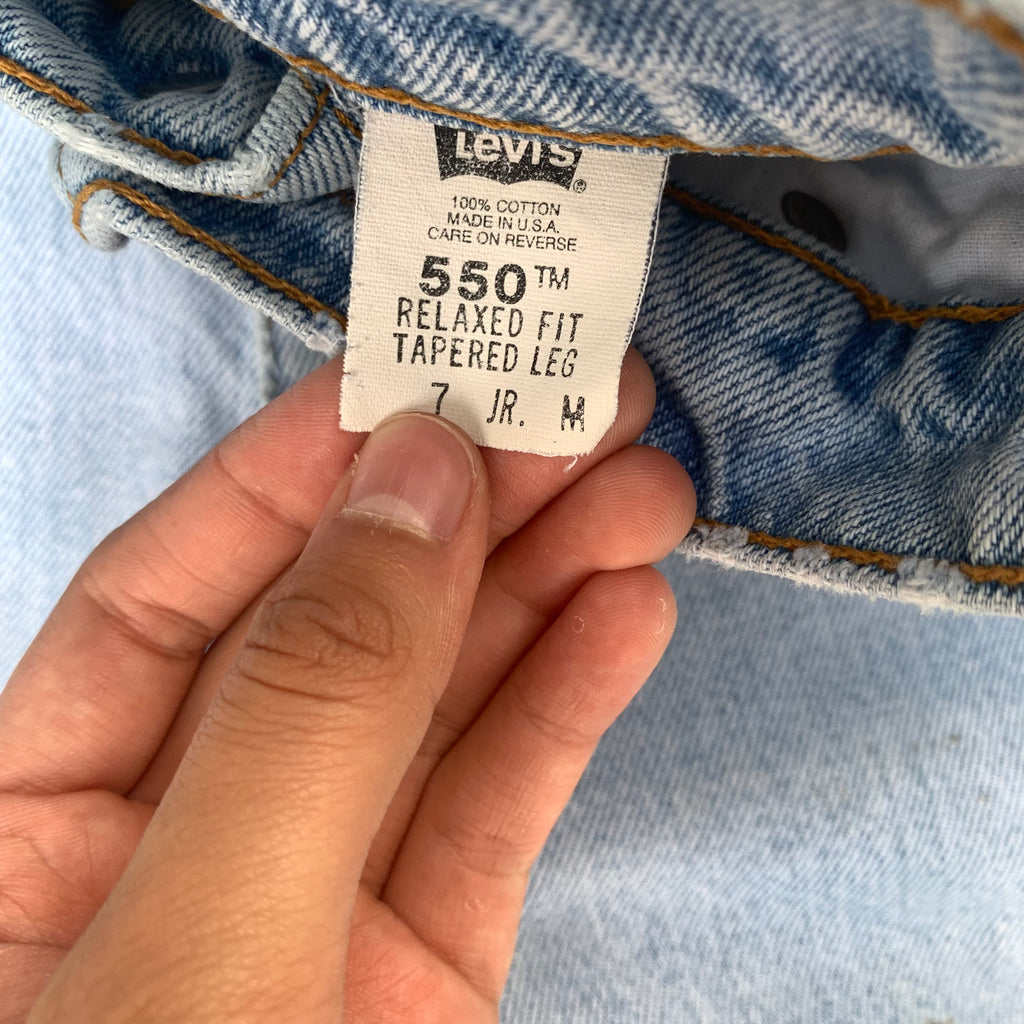 Levi's®
100% COTTON
MADE IN U.S.A.
CARE ON REVERSE
550™
RELAXED FIT
TAPERED LEG
7 JR. M